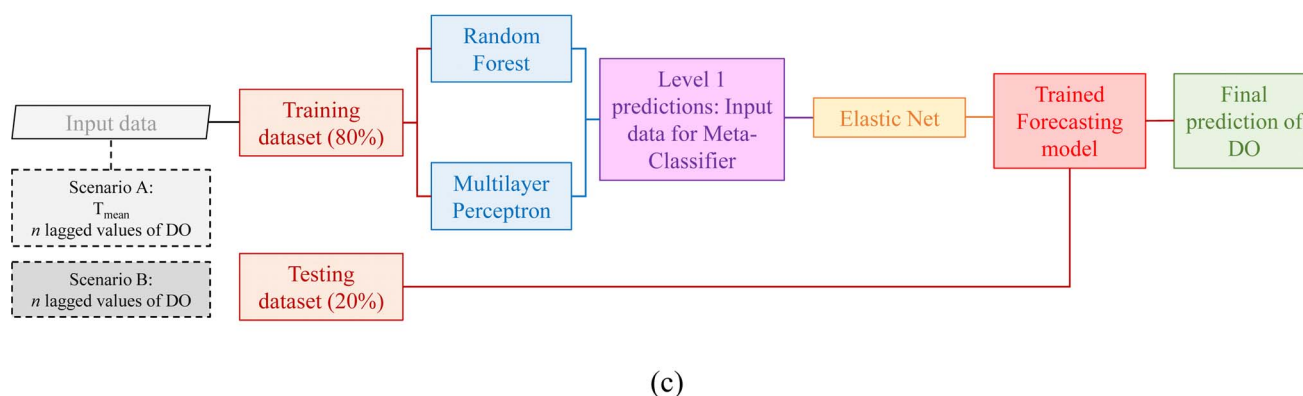 Input data
Scenario A:
Tmean
n lagged values of DO
Scenario B:
n lagged values of DO
Training
dataset (80%)
Testing
dataset (20%)
Random
Forest
Multilayer
Perceptron
Level 1
predictions: Input
data for Meta-
Classifier
Elastic Net
Trained
Forecasting
model
Final
prediction of
DO
(c)